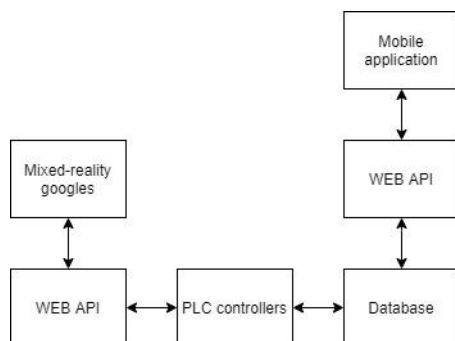 Mobile
application
Mixed-reality
googles
WEB API
WEB API
PLC controllers
Database